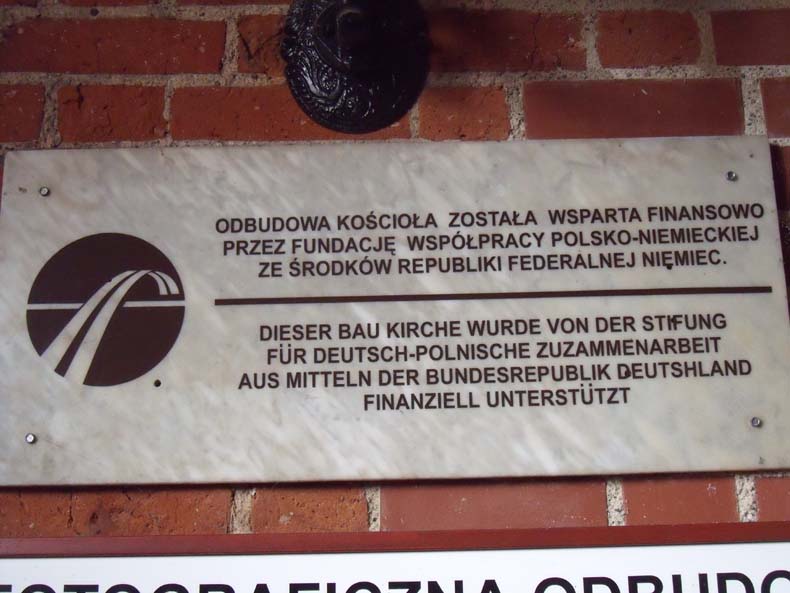 ODBUDOWA KOŚCIOŁA ZOSTAŁA WSPARTA FINANSOWO
PRZEZ FUNDACJĘ WSPÓŁPRACY POLSKO-NIEMIECKIEJ
ZE ŚRODKÓW REPUBLIKI FEDERALNEJ NIEMIEC.
DIESER BAU KIRCHE WURDE VON DER STIFUNG
FÜR DEUTSCH-POLNISCHE ZUZAMMENARBEIT
AUS MITTELN DER BUNDESREPUBLIK DEUTSHLAND
FINANZIELL UNTERSTÜTZT